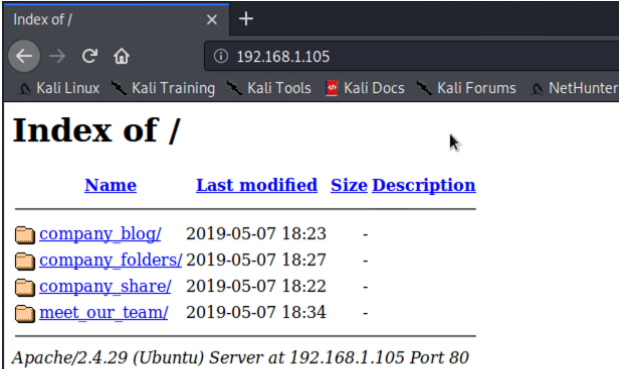 Index of / × +
192.168.1.105
Kali Linux Kali Training Kali Tools Kali Docs Kali Forums NetHunter
Index of /
Name Last modified Size Description
company_blog/ 2019-05-07 18:23 -
company_folders/ 2019-05-07 18:27 -
company_share/ 2019-05-07 18:22 -
meet_our_team/ 2019-05-07 18:34 -
Apache/2.4.29 (Ubuntu) Server at 192.168.1.105 Port 80